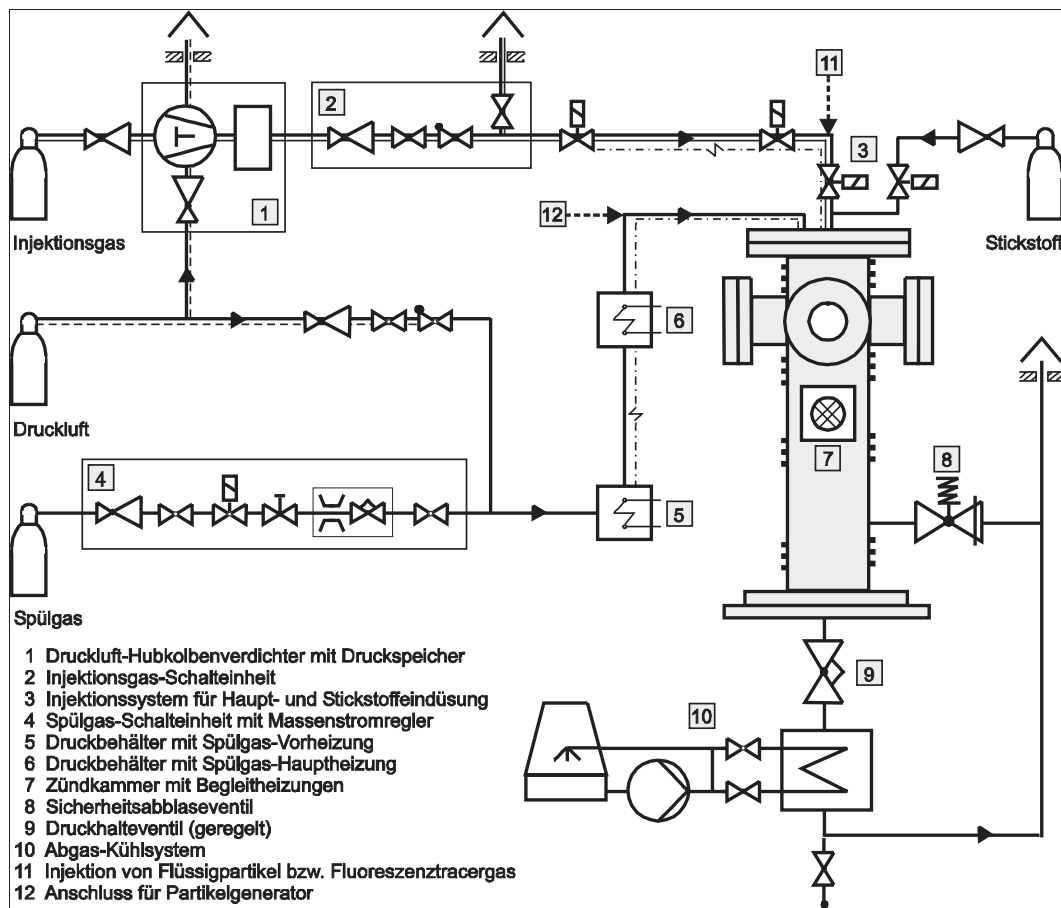 11
2
3
1
12
Injektionsgas
Stickstoff
6
Druckluft
7
8
4
5
Spülgas
9
10
1 Druckluft-Hubkolbenverdichter mit Druckspeicher
2 Injektionsgas-Schalteinheit
3 Injektionssystem für Haupt- und Stickstoffeindüsung
4 Spülgas-Schalteinheit mit Massenstromregler
5 Druckbehälter mit Spülgas-Vorheizung
6 Druckbehälter mit Spülgas-Hauptheizung
7 Zündkammer mit Begleitheizungen
8 Sicherheitsabblaseventil
9 Druckhalteventil (geregelt)
10 Abgas-Kühlsystem
11 Injektion von Flüssigpartikel bzw. Fluoreszenztracergas
12 Anschluss für Partikelgenerator